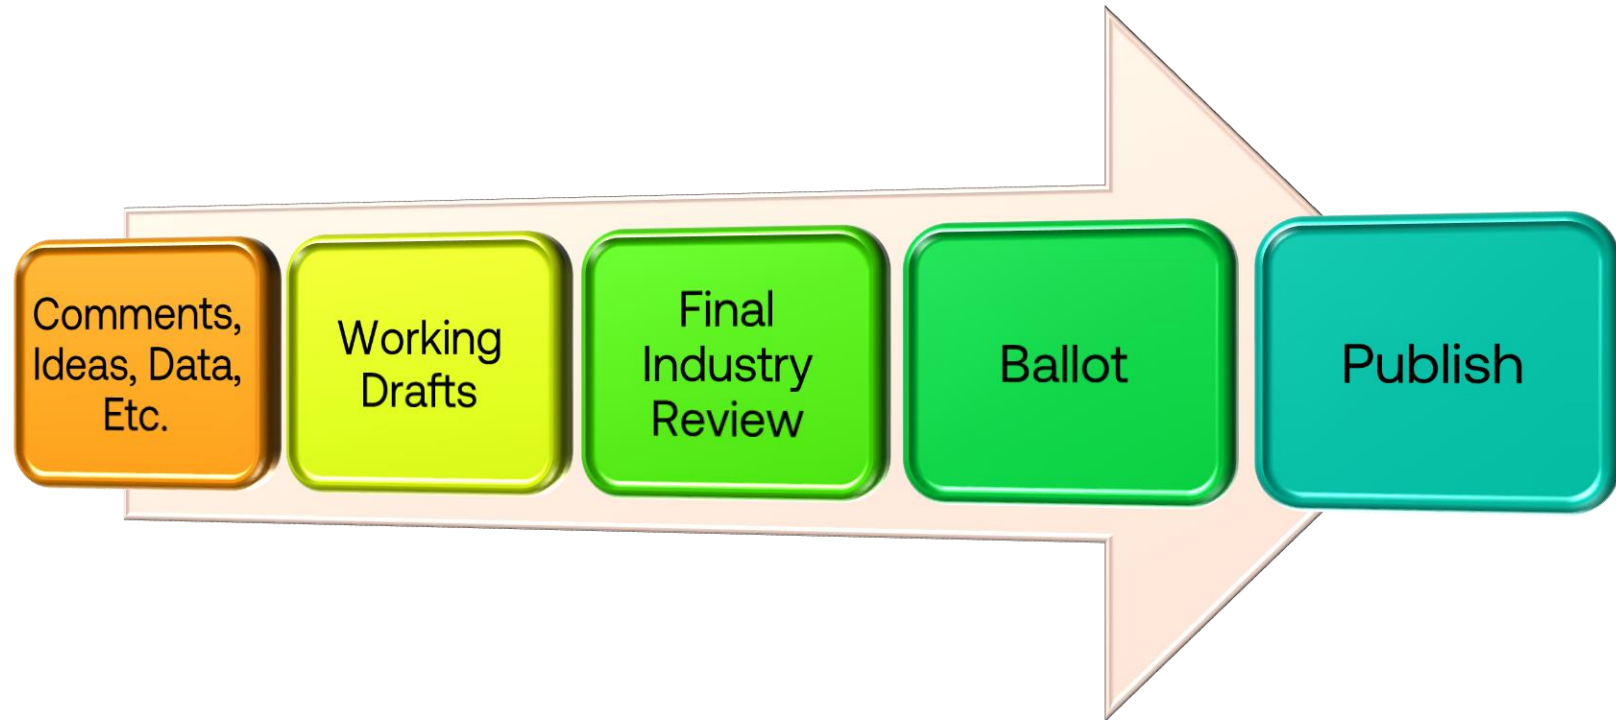 Comments,
Ideas, Data,
Etc.
Working
Drafts
Final
Industry
Review
Ballot
Publish